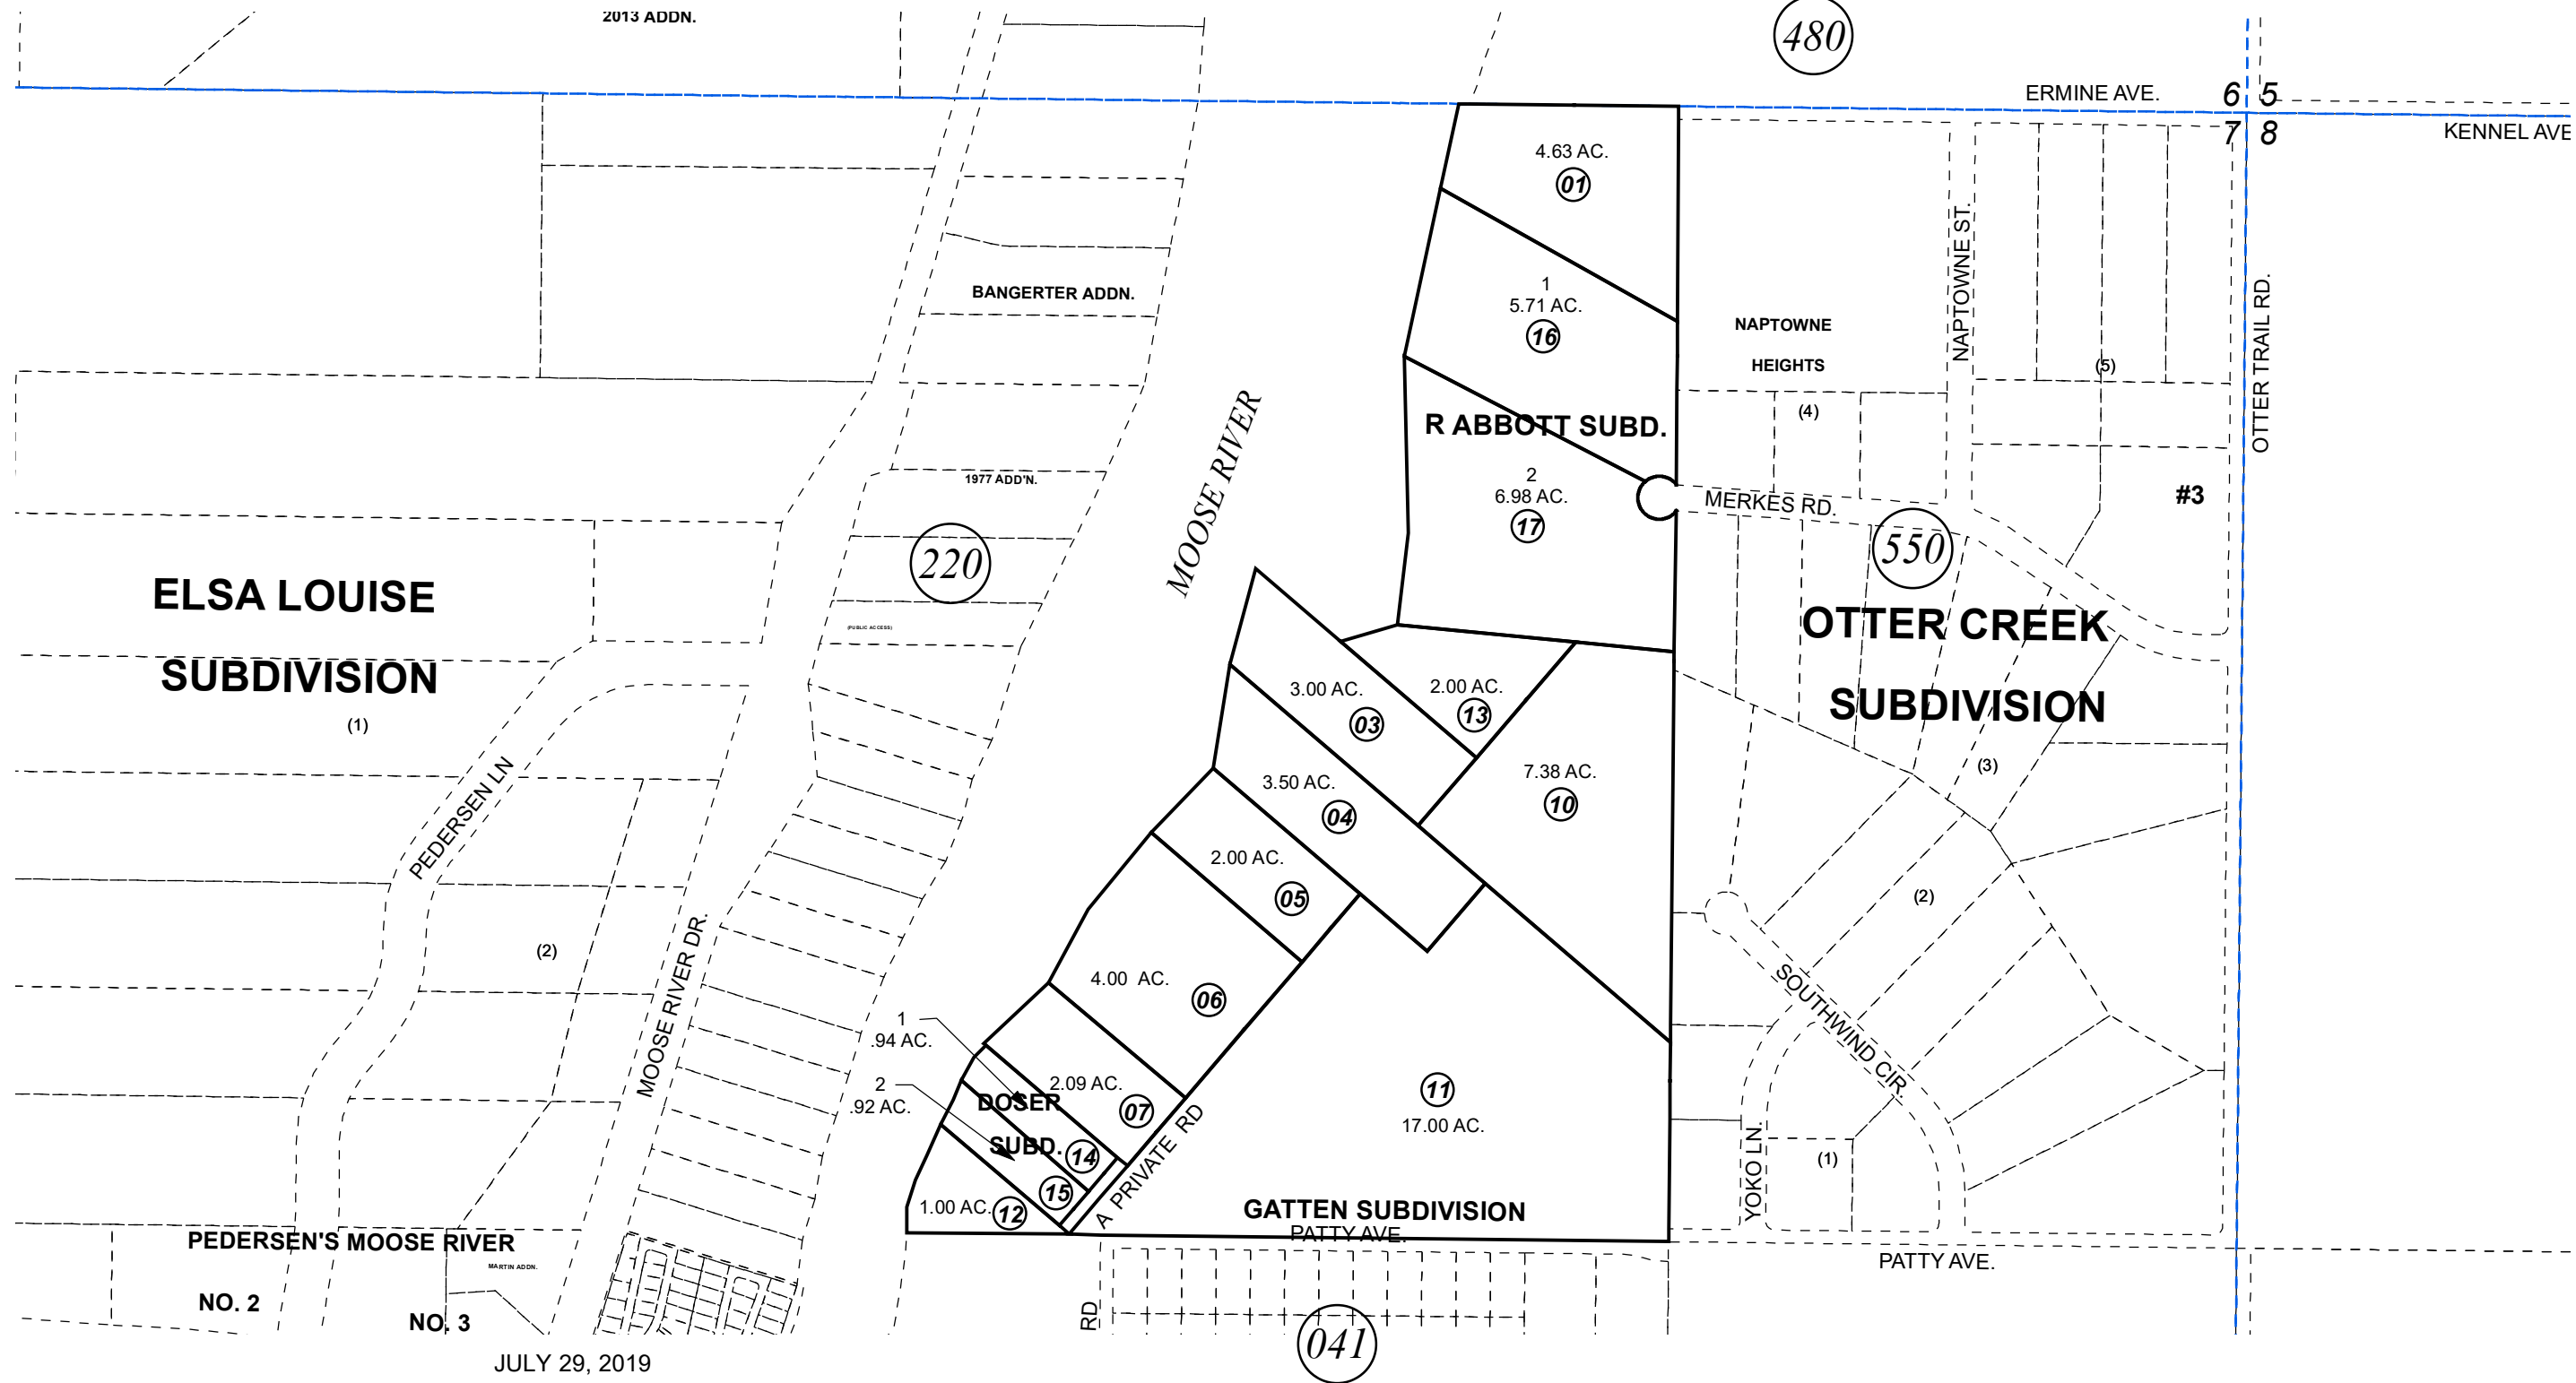 2013 ADDN.
480
ERMINE AVE.
6 5
7 8
KENNEL AVE
4.63 AC.
01
BANGERTER ADDN.
1
5.71 AC.
16
NAPTOWNE
HEIGHTS
NAPTOWNE ST.
(5)
OTTER TRAIL RD.
(4)
MOOSE RIVER
R ABBOTT SUBD.
1977 ADD'N.
2
6.98 AC.
17
MERKES RD.
#3
220
550
ELSA LOUISE
SUBDIVISION
(1)
(PUBLIC ACCESS)
OTTER CREEK
SUBDIVISION
3.00 AC.
03
2.00 AC.
13
(3)
PEDERSEN LN
3.50 AC.
04
7.38 AC.
10
2.00 AC.
05
(2)
(2)
MOOSE RIVER DR.
4.00 AC.
06
SOUTHWIND CIR.
1
.94 AC.
2
.92 AC.
2.09 AC.
07
DOSER
SUBD.
14
15
11
17.00 AC.
A PRIVATE RD
YOKO LN.
(1)
1.00 AC.
12
GATTEN SUBDIVISION
PATTY AVE.
PATTY AVE.
PEDERSEN'S MOOSE RIVER
MARTIN ADDN.
NO. 2
NO. 3
RD
041
JULY 29, 2019